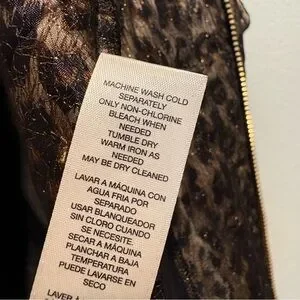 MACHINE WASH COLD
SEPARATELY
ONLY NON-CHLORINE
BLEACH WHEN
NEEDED
TUMBLE DRY
WARM IRON AS
NEEDED
MAY BE DRY CLEANED
LAVAR A MÁQUINA CON
AGUA FRIA POR
SEPARADO
USAR BLANQUEADOR
SIN CLORO CUANDO
SE NECESITE.
SECAR A MÁQUINA
PLANCHAR A BAJA
TEMPERATURA
PUEDE LAVARSE EN
SECO
LAVER À